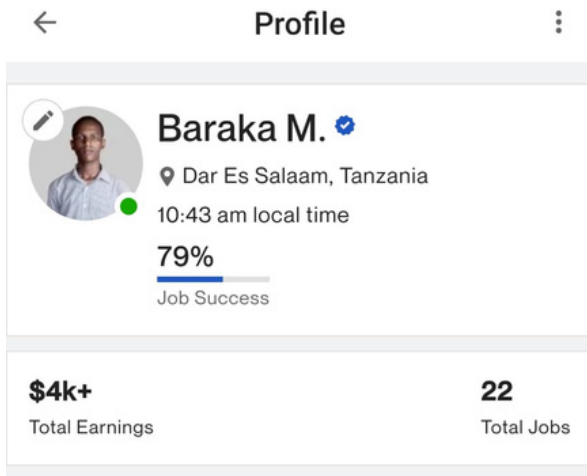 Profile
Baraka M.
Dar Es Salaam, Tanzania
10:43 am local time
79%
Job Success
$4k+
22
Total Earnings
Total Jobs